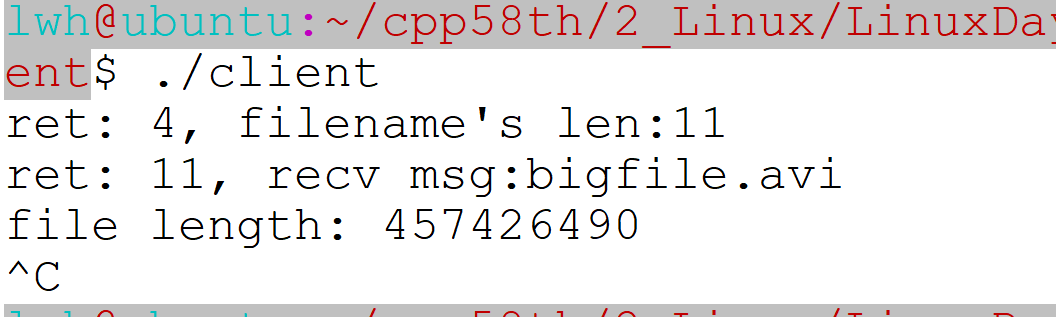 lwh@ubuntu:~/cpp58th/2_Linux/LinuxDay
ent$ ./client
ret: 4, filename's len:11
ret: 11, recv msg:bigfile.avi
file length: 457426490
^C